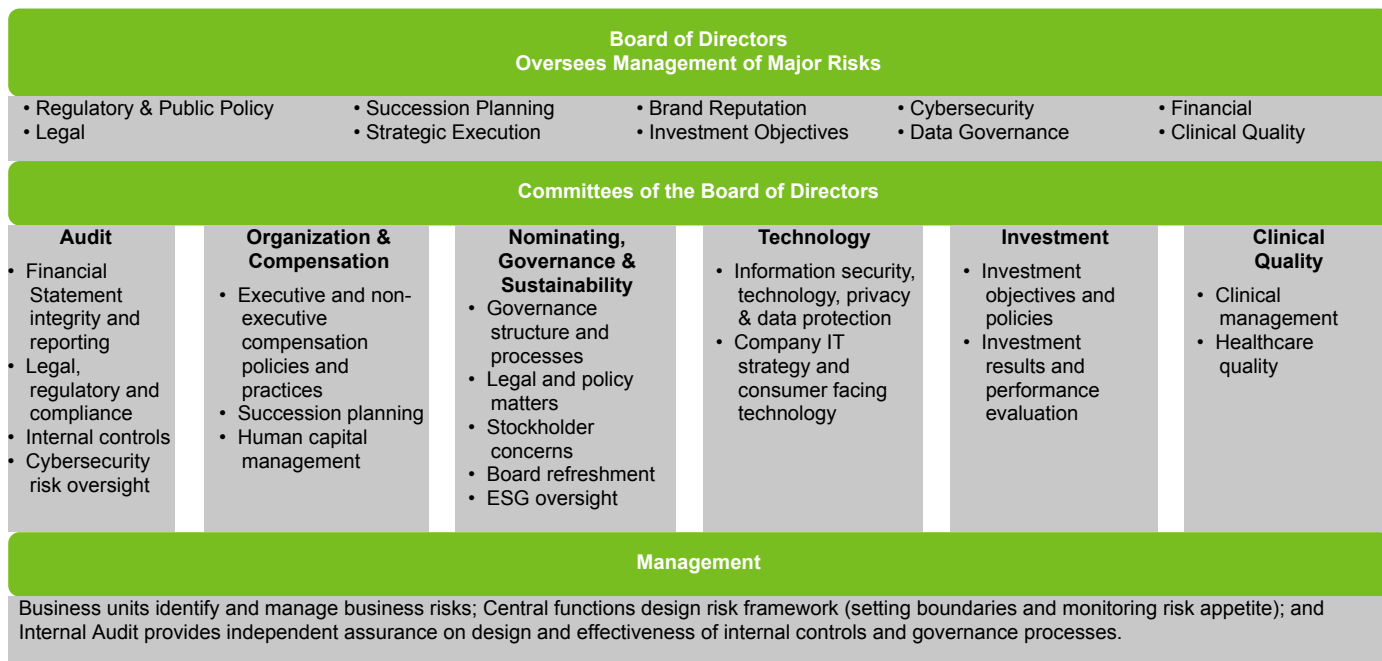 Board of Directors
Oversees Management of Major Risks
• Regulatory & Public Policy
• Legal
• Succession Planning
• Strategic Execution
• Brand Reputation
• Investment Objectives
• Cybersecurity
• Data Governance
• Financial
• Clinical Quality
Committees of the Board of Directors
Audit
• Financial
Statement
integrity and
reporting
• Legal,
regulatory and
compliance
• Internal controls
• Cybersecurity
risk oversight
Organization &
Compensation
• Executive and non-
executive
compensation
policies and
practices
• Succession planning
• Human capital
management
Nominating,
Governance &
Sustainability
• Governance
structure and
processes
• Legal and policy
matters
• Stockholder
concerns
• Board refreshment
• ESG oversight
Technology
• Information security,
technology, privacy
& data protection
• Company IT
strategy and
consumer facing
technology
Investment
• Investment
objectives and
policies
• Investment
results and
performance
evaluation
Clinical
Quality
• Clinical
management
• Healthcare
quality
Management
Business units identify and manage business risks; Central functions design risk framework (setting boundaries and monitoring risk appetite); and
Internal Audit provides independent assurance on design and effectiveness of internal controls and governance processes.